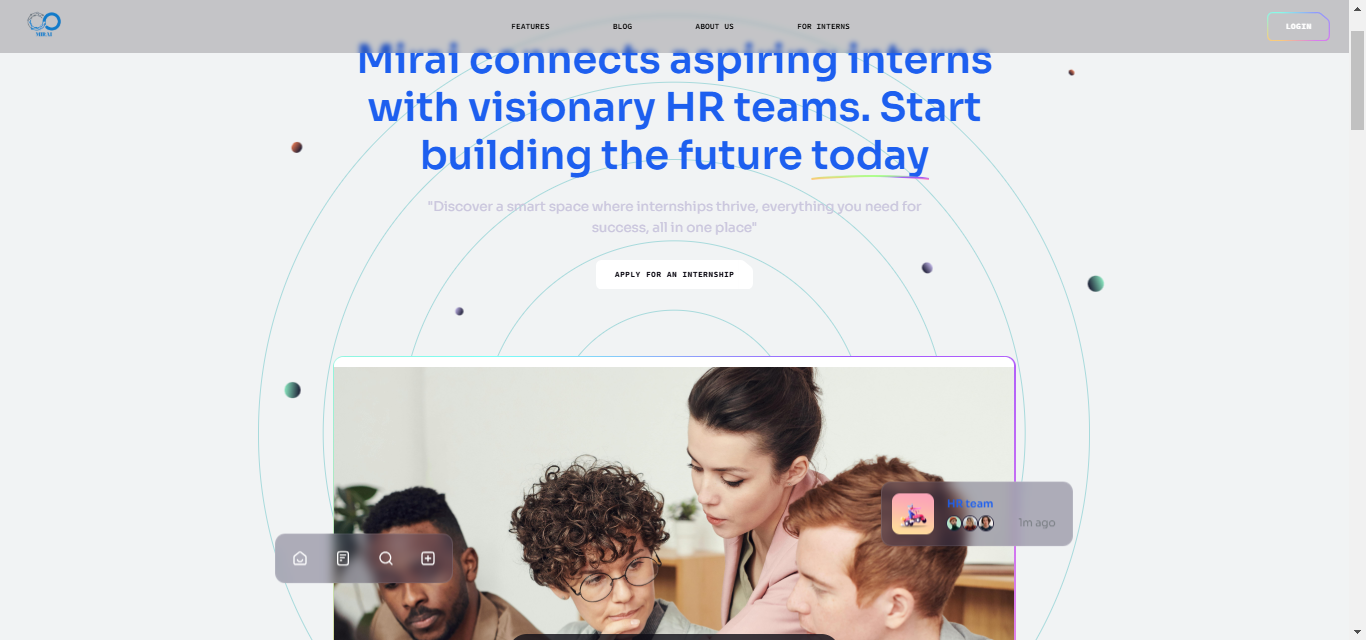 MIRAI
FEATURES
BLOG
ABOUT US
FOR INTERNS
LOGIN
Mirai connects aspiring interns
with visionary HR teams. Start
building the future today
"Discover a smart space where internships thrive, everything you need for
success, all in one place"
APPLY FOR AN INTERNSHIP
HR team
1m ago